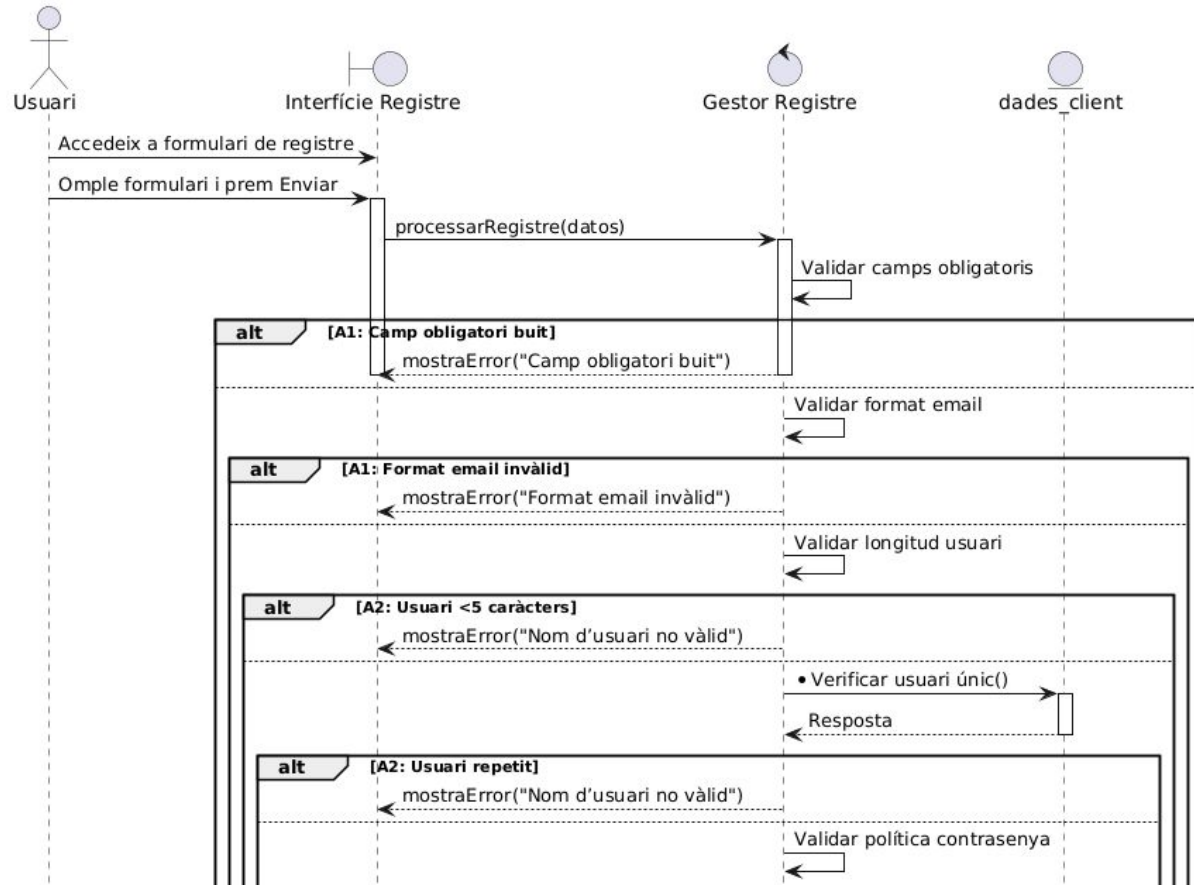 Usuari
Interfície Registre
Gestor Registre
dades_client
Accedeix a formulari de registre
Omple formulari i prem Enviar
processarRegistre(datos)
Validar camps obligatoris
alt [A1: Camp obligatori buit]
mostraError("Camp obligatori buit")
Validar format email
alt [A1: Format email invàlid]
mostraError("Format email invàlid")
Validar longitud usuari
alt [A2: Usuari <5 caràcters]
mostraError("Nom d’usuari no vàlid")
• Verificar usuari únic()
Resposta
alt [A2: Usuari repetit]
mostraError("Nom d’usuari no vàlid")
Validar política contrasenya